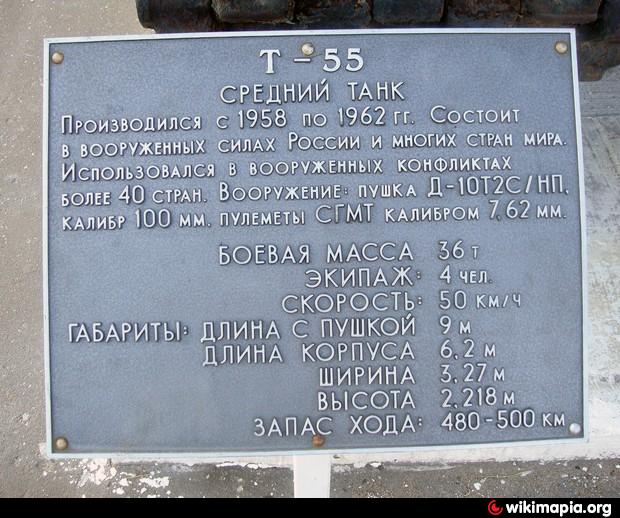 Т – 55
СРЕДНИЙ ТАНК
Производился с 1958 по 1962 гг. Состоит
в вооруженных силах России и многих стран мира.
Использовался в вооруженных конфликтах
более 40 стран. Вооружение: пушка Д-10Т2С/НП,
калибр 100 мм. пулеметы СГМТ калибром 7,62 мм.
БОЕВАЯ МАССА 36 т
ЭКИПАЖ: 4 чел.
СКОРОСТЬ: 50 км/ч
ГАБАРИТЫ: ДЛИНА С ПУШКОЙ 9 м
ДЛИНА КОРПУСА 6,2 м
ШИРИНА 3,27 м
ВЫСОТА 2,218 м
ЗАПАС ХОДА: 480-500 км
wikimapia.org